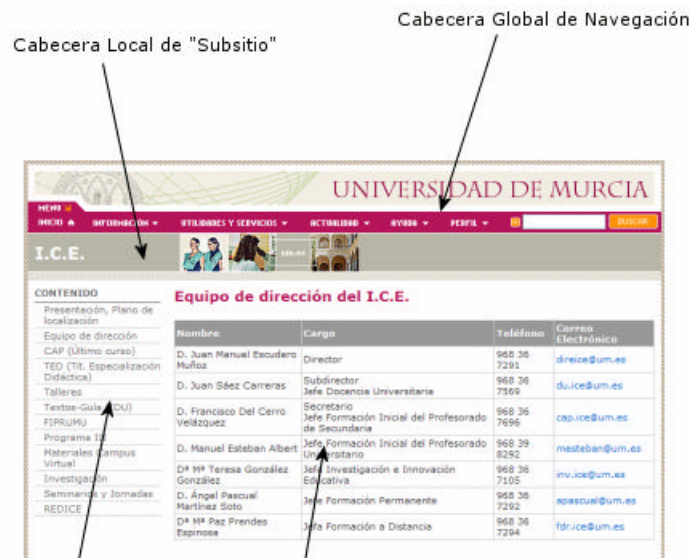 Cabecera Global de Navegación
Cabecera Local de "Subsitio"
UNIVERSIDAD DE MURCIA
MENU
INICIO INFORMACIÓN UTILIDADES Y SERVICIOS ACTUALIDAD AYUDA PERFIL BUSCAR
I.C.E.
CONTENIDO
Presentación, Plano de
localización
Equipo de dirección
CAP (Último curso)
TED (Tít. Especialización
Didáctica)
Talleres
Textos-Guía (EDU)
FIPRUMU
Programa
Materiales Campus
Virtual
Investigación
Seminarios y Jornadas
REDICE
Equipo de dirección del I.C.E.
Nombre Cargo Teléfono Correo
Electrónico
D. Juan Manuel Escudero
Muñoz
Director
968 36
7291
direice@um.es
D. Juan Sáez Carreras
Subdirector
Jefe Docencia Universitaria
968 36
7569
du.ice@um.es
D. Francisco Del Cerro
Velázquez
Secretario
Jefe Formación Inicial del Profesorado
de Secundaria
968 36
7696
cap.ice@um.es
D. Manuel Esteban Albert
Jefe Formación Inicial del Profesorado
Universitario
968 39
8292
mesteban@um.es
Dª Mª Teresa González
González
Jefa Investigación e Innovación
Educativa
968 36
7105
inv.ice@um.es
D. Ángel Pascual
Martínez Soto
Jefe Formación Permanente
968 36
7292
apascual@um.es
Dª Mª Paz Prendes
Espinosa
Jefa Formación a Distancia
968 36
7294
fdr.ice@um.es